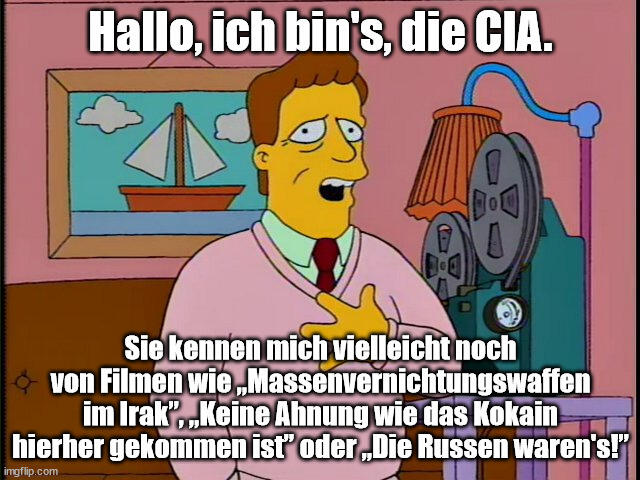 Hallo, ich bin's, die CIA.
Sie kennen mich vielleicht noch
von Filmen wie „Massenvernichtungswaffen
im Irak”, „Keine Ahnung wie das Kokain
hierher gekommen ist” oder „Die Russen waren's!”
imgflip.com